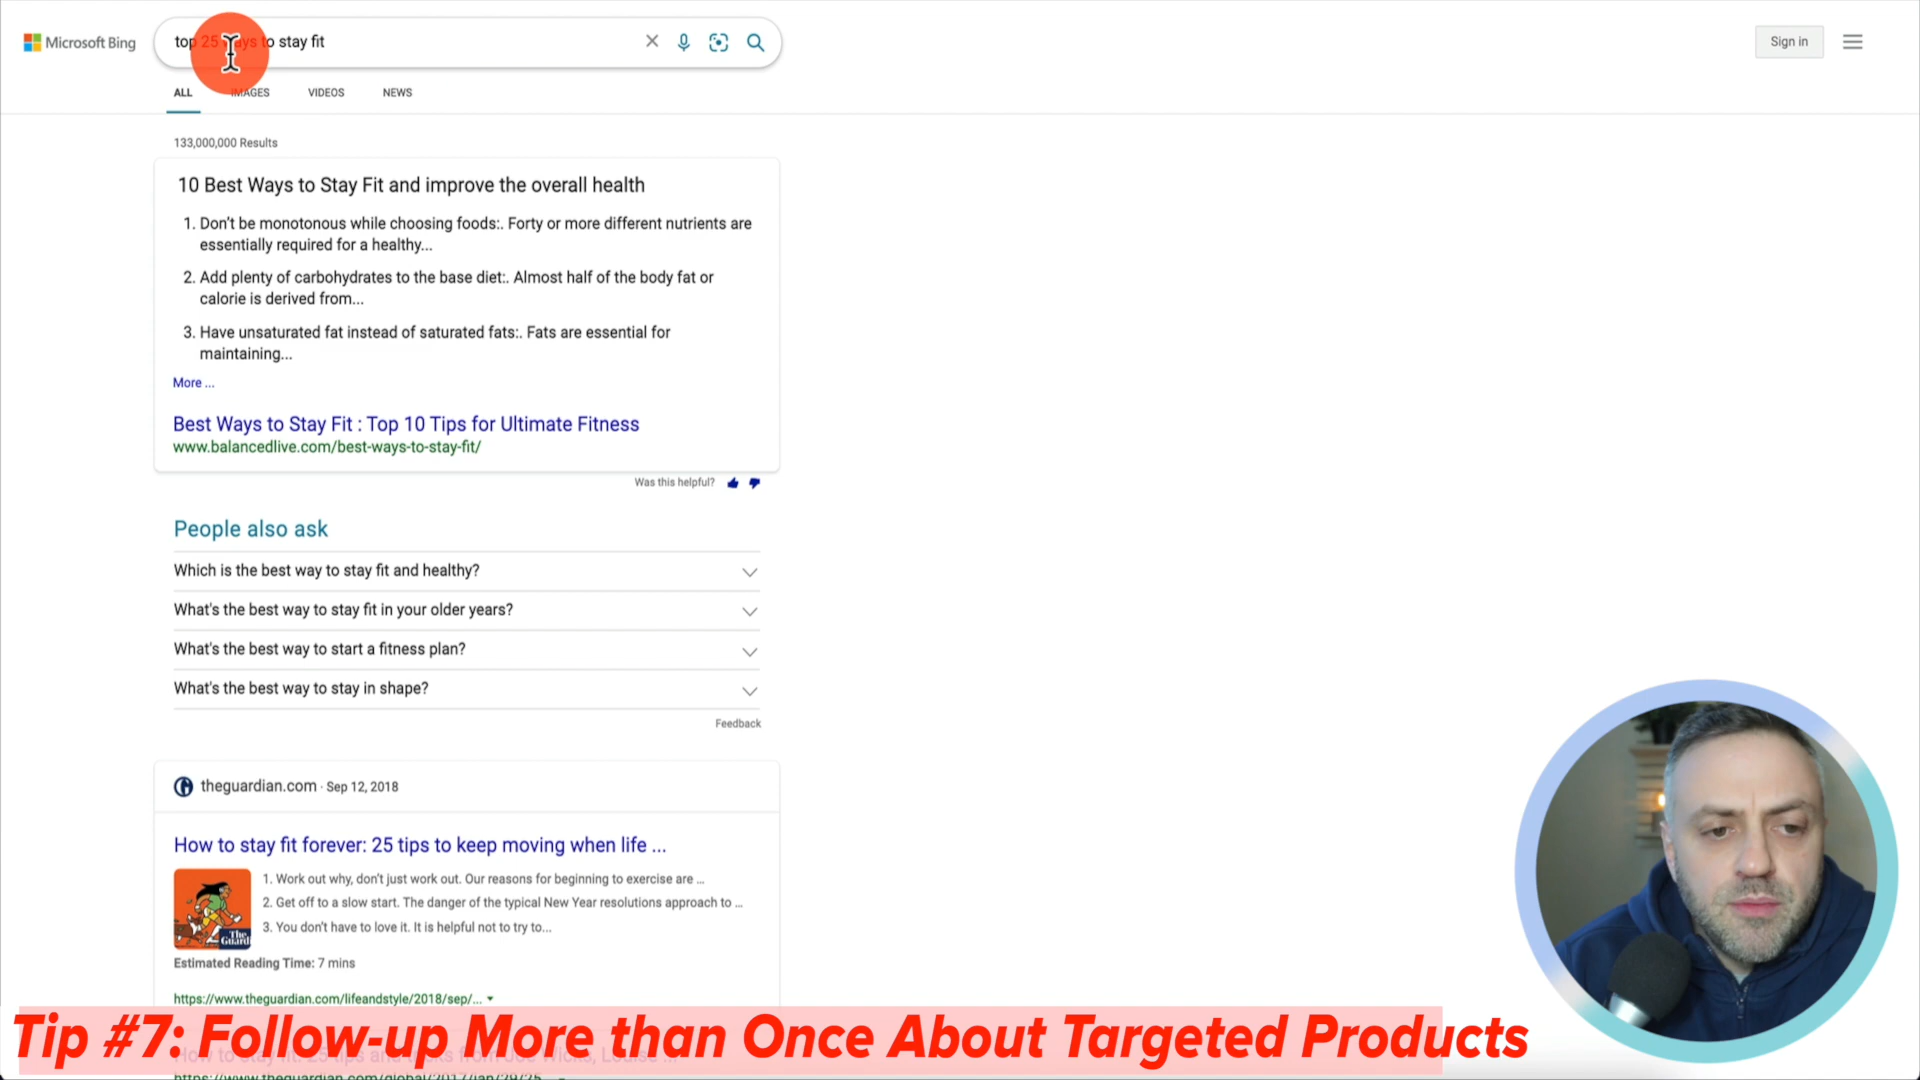 Microsoft Bing
top 25 ways to stay fit
Sign in
ALL
IMAGES
VIDEOS
NEWS
133,000,000 Results
10 Best Ways to Stay Fit and improve the overall health
1. Don't be monotonous while choosing foods:. Forty or more different nutrients are
essentially required for a healthy...
2. Add plenty of carbohydrates to the base diet:. Almost half of the body fat or
calorie is derived from...
3. Have unsaturated fat instead of saturated fats:. Fats are essential for
maintaining...
More ...
Best Ways to Stay Fit : Top 10 Tips for Ultimate Fitness
www.balancedlive.com/best-ways-to-stay-fit/
Was this helpful?
People also ask
Which is the best way to stay fit and healthy?
What's the best way to stay fit in your older years?
What's the best way to start a fitness plan?
What's the best way to stay in shape?
Feedback
theguardian.com · Sep 12, 2018
How to stay fit forever: 25 tips to keep moving when life ...
1. Work out why, don't just work out. Our reasons for beginning to exercise are ...
2. Get off to a slow start. The danger of the typical New Year resolutions approach to ...
3. You don't have to love it. It is helpful not to try to...
The
Guard
Estimated Reading Time: 7 mins
https://www.theguardian.com/lifeandstyle/2018/sep/...
Tip #7: Follow-up More than Once About Targeted Products